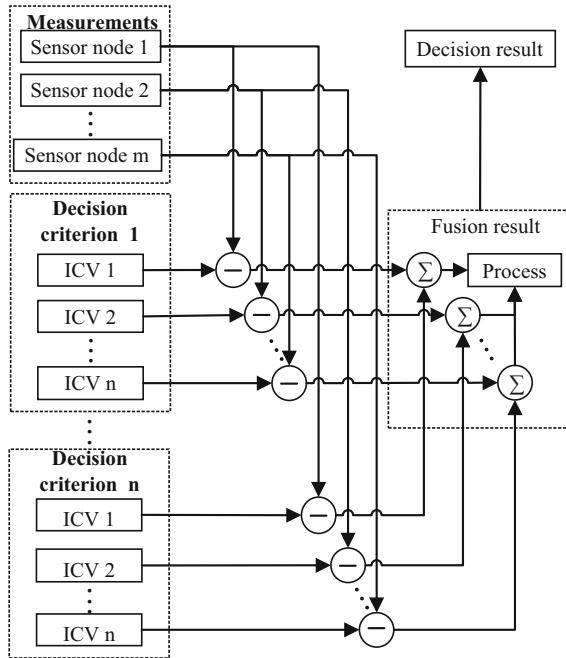 Measurements
Sensor node 1
Sensor node 2
Sensor node m
Decision
criterion 1
ICV 1
ICV 2
ICV n
Decision
criterion n
ICV 1
ICV 2
ICV n
Decision result
Fusion result
Σ
Process
Σ
Σ